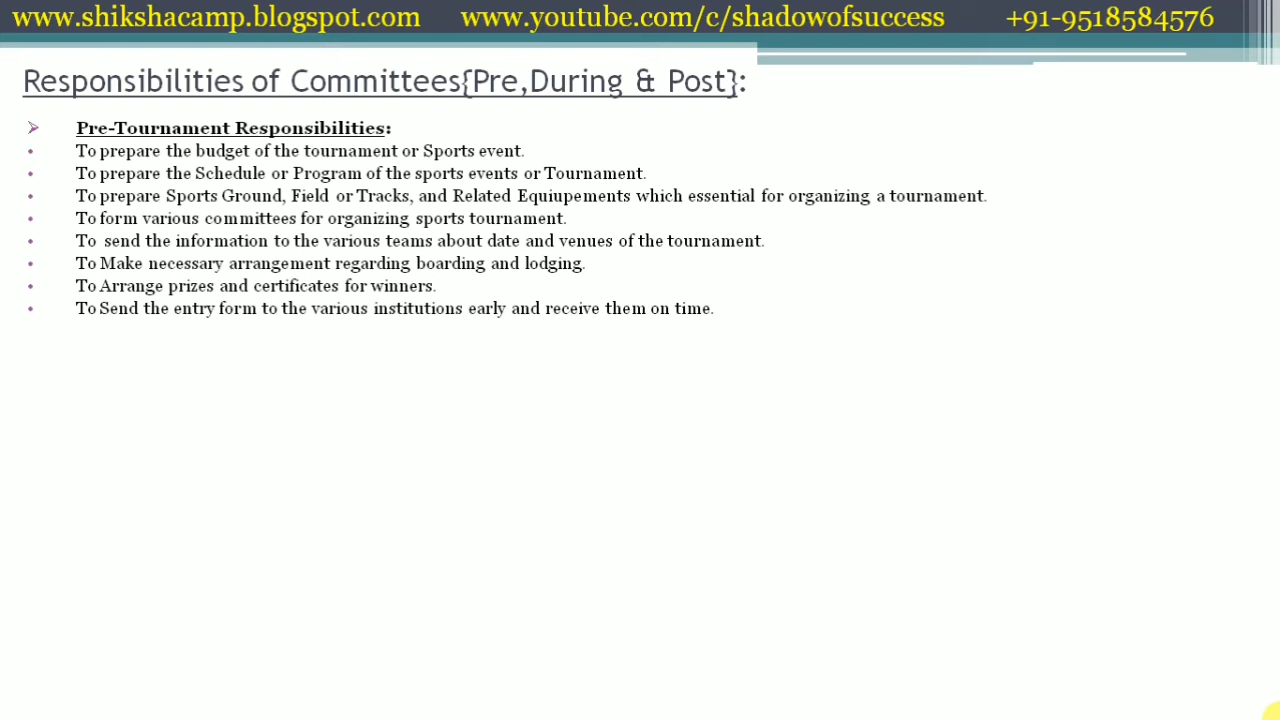 www.shikshacamp.blogspot.com www.youtube.com/c/shadowofsuccess +91-9518584576
Responsibilities of Committees{Pre,During & Post}:
➢ Pre-Tournament Responsibilities:
• To prepare the budget of the tournament or Sports event.
• To prepare the Schedule or Program of the sports events or Tournament.
• To prepare Sports Ground, Field or Tracks, and Related Equiupements which essential for organizing a tournament.
• To form various committees for organizing sports tournament.
• To send the information to the various teams about date and venues of the tournament.
• To Make necessary arrangement regarding boarding and lodging.
• To Arrange prizes and certificates for winners.
• To Send the entry form to the various institutions early and receive them on time.